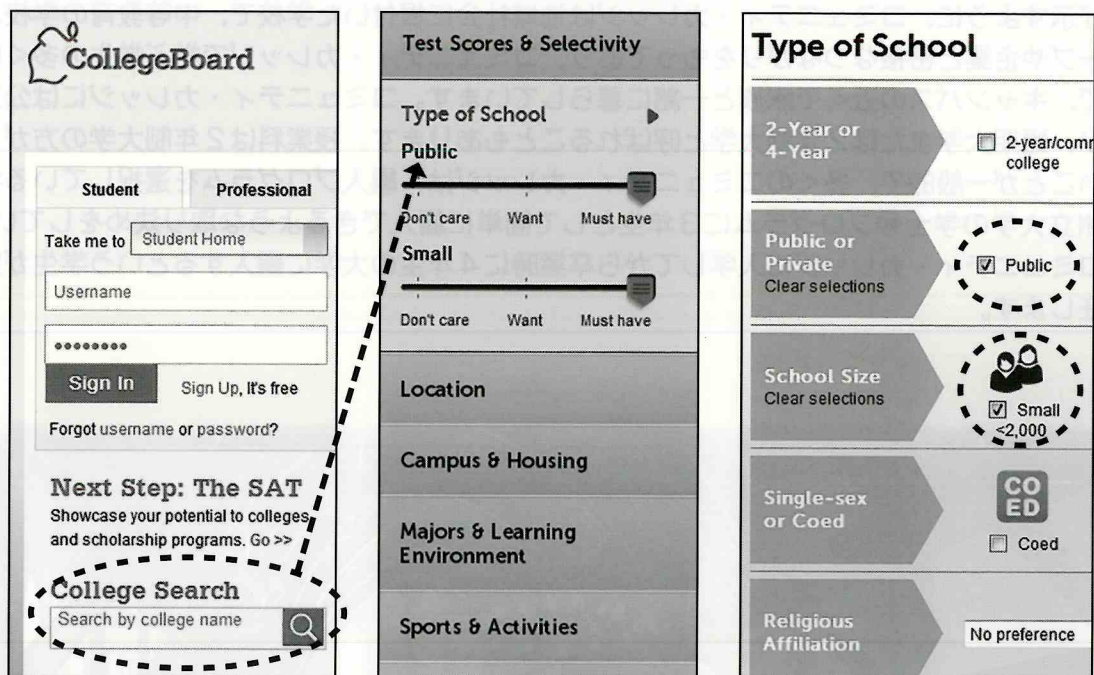 CollegeBoard
Student
Professional
Take me to
Student Home
Username
Sign In
Sign Up, It's free
Forgot username or password?
Next Step: The SAT
Showcase your potential to colleges
and scholarship programs. Go >>
College Search
Search by college name
Test Scores & Selectivity
Type of School
Public
Don't care
Want
Must have
Small
Don't care
Want
Must have
Location
Campus & Housing
Majors & Learning
Environment
Sports & Activities
Type of School
2-Year or
4-Year
2-year/comm
college
Public or
Private
Clear selections
Public
School Size
Clear selections
Small
<2,000
Single-sex
or Coed
CO
ED
Coed
Religious
Affiliation
No preference